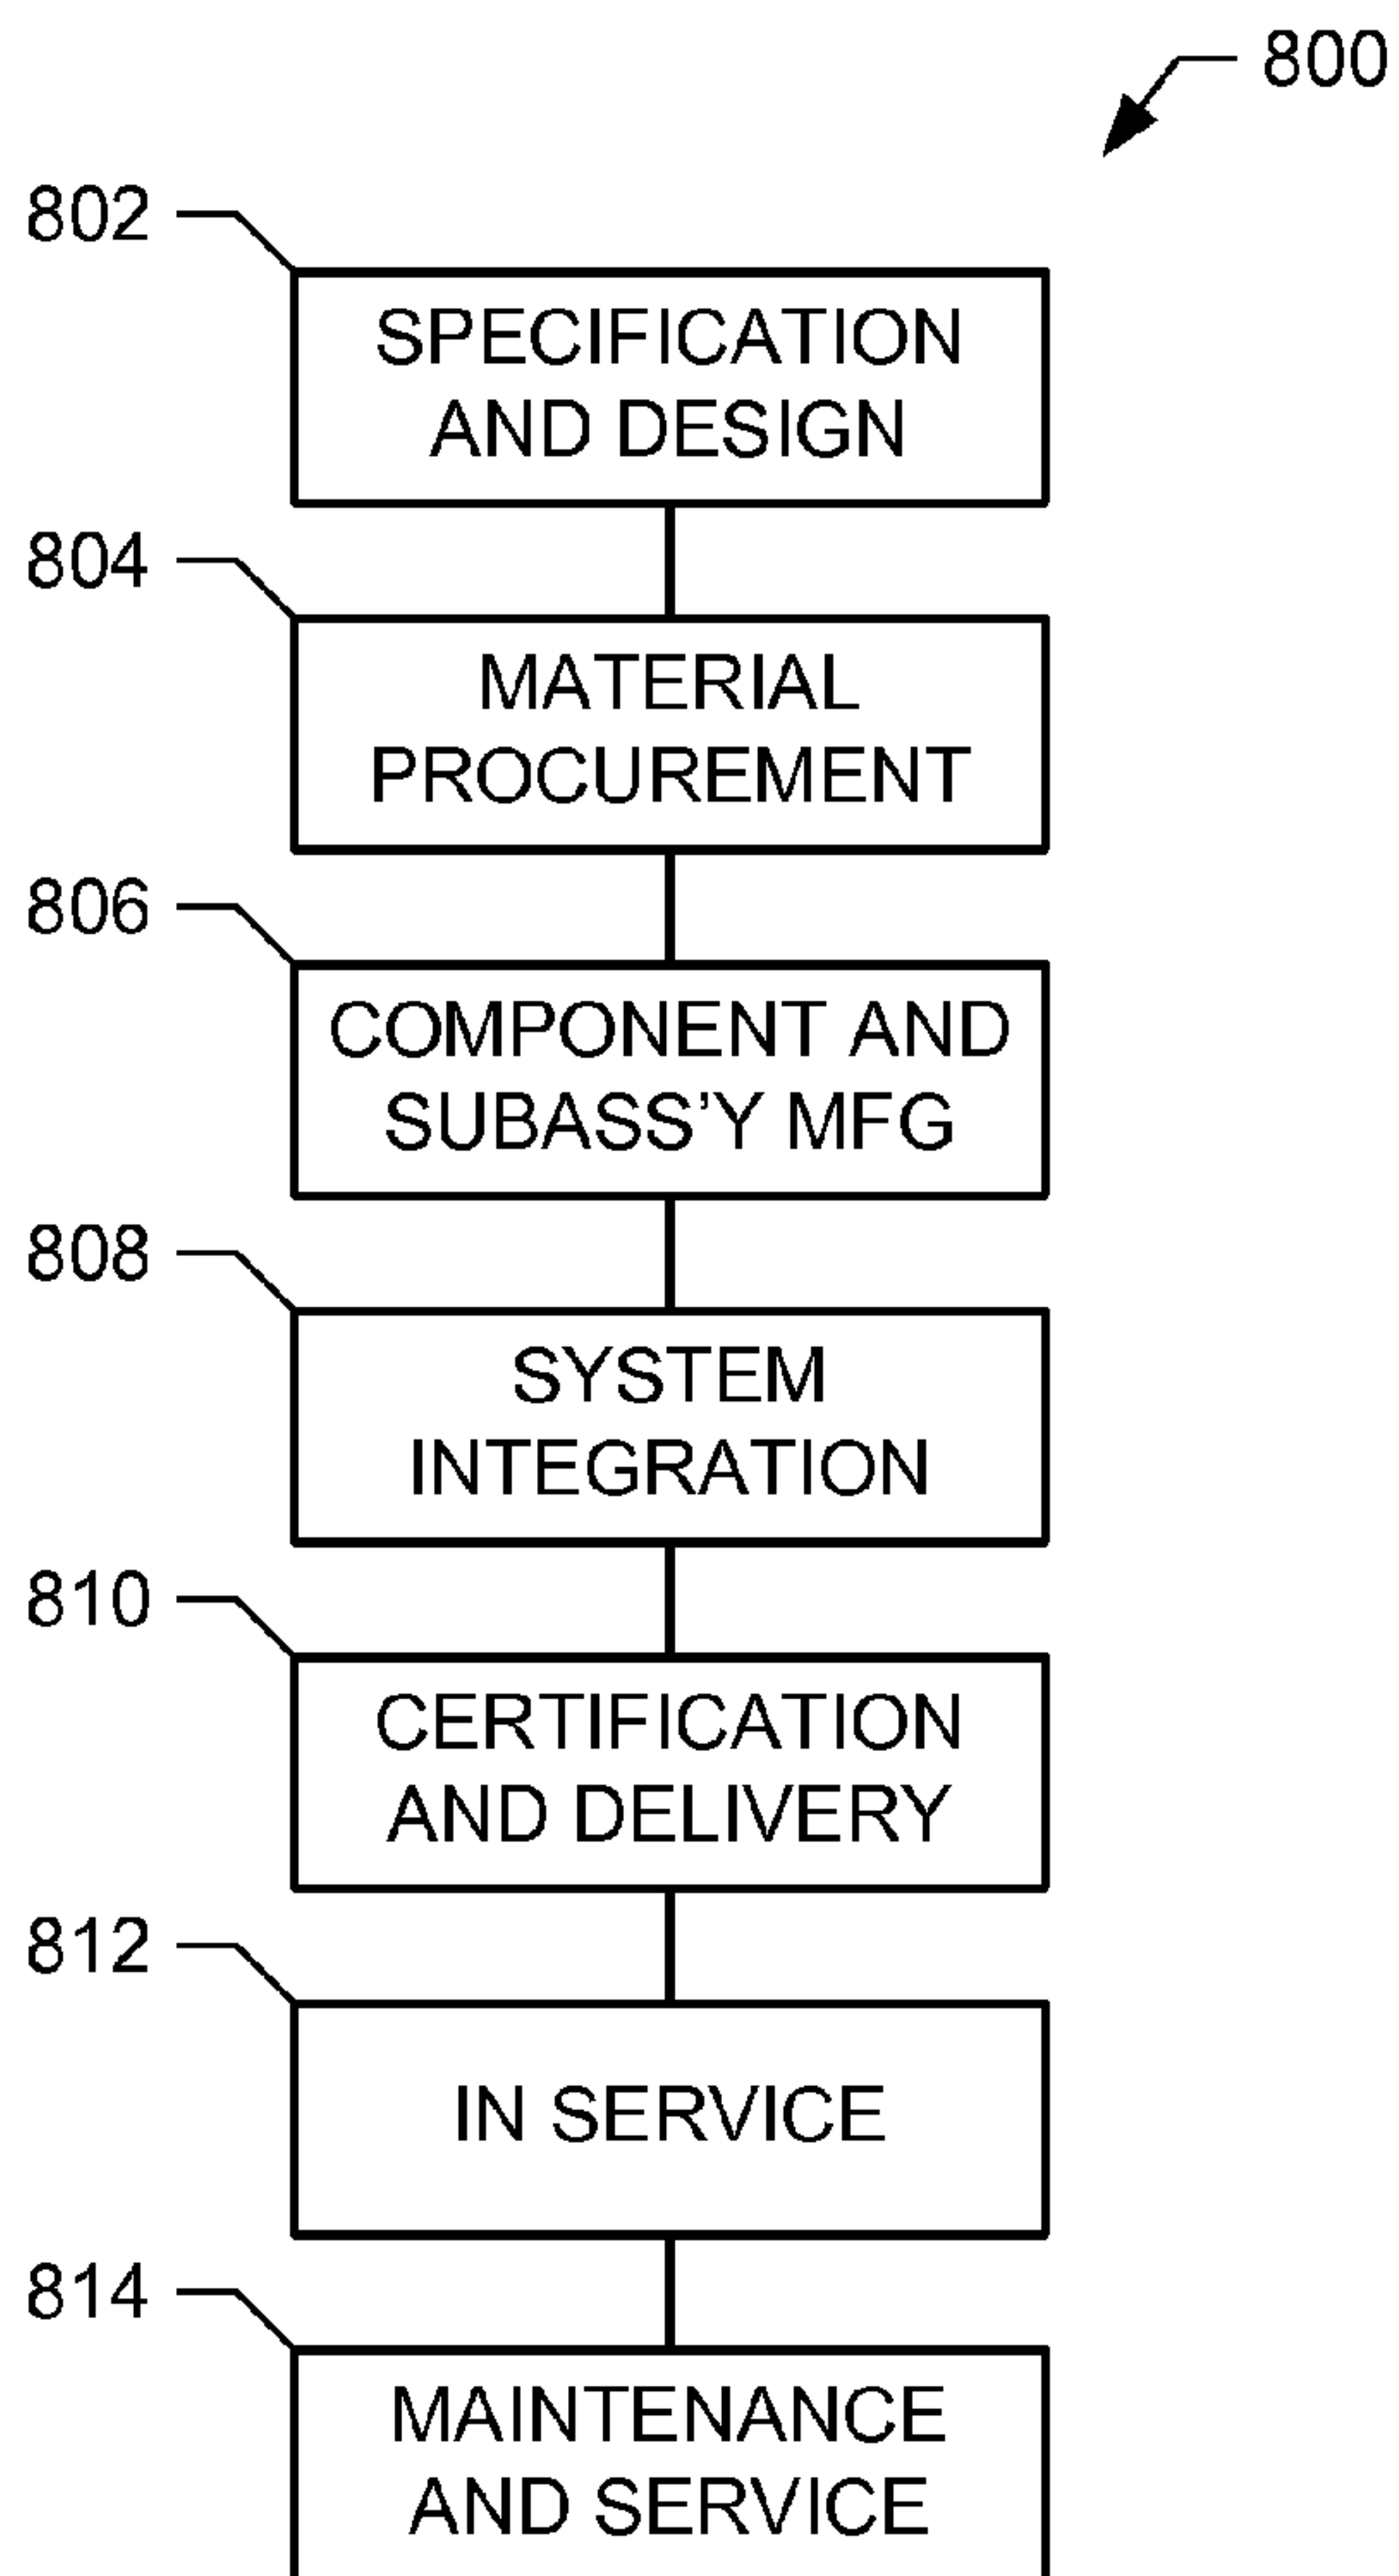 800
802
SPECIFICATION
AND DESIGN
804
MATERIAL
PROCUREMENT
806
COMPONENT AND
SUBASS'Y MFG
808
SYSTEM
INTEGRATION
810
CERTIFICATION
AND DELIVERY
812
IN SERVICE
814
MAINTENANCE
AND SERVICE